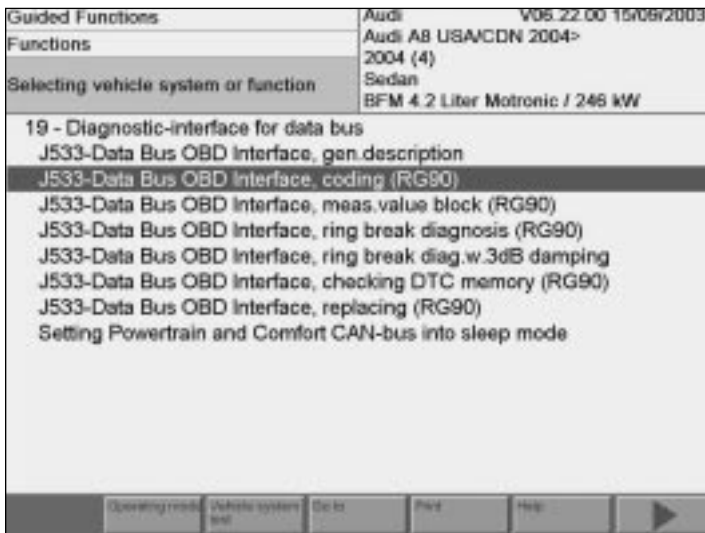 Guided Functions
Functions
Selecting vehicle system or function
Audi V06.22.00 15/09/2003
Audi A8 USA/CDN 2004>
2004 (4)
Sedan
BFM 4.2 Liter Motronic / 246 kW
19 - Diagnostic-interface for data bus
J533-Data Bus OBD Interface, gen.description
J533-Data Bus OBD Interface, coding (RG90)
J533-Data Bus OBD Interface, meas.value block (RG90)
J533-Data Bus OBD Interface, ring break diagnosis (RG90)
J533-Data Bus OBD Interface, ring break diag.w.3dB damping
J533-Data Bus OBD Interface, checking DTC memory (RG90)
J533-Data Bus OBD Interface, replacing (RG90)
Setting Powertrain and Comfort CAN-bus into sleep mode
Operating mode
Vehicle system
test
Go to
Print
Help